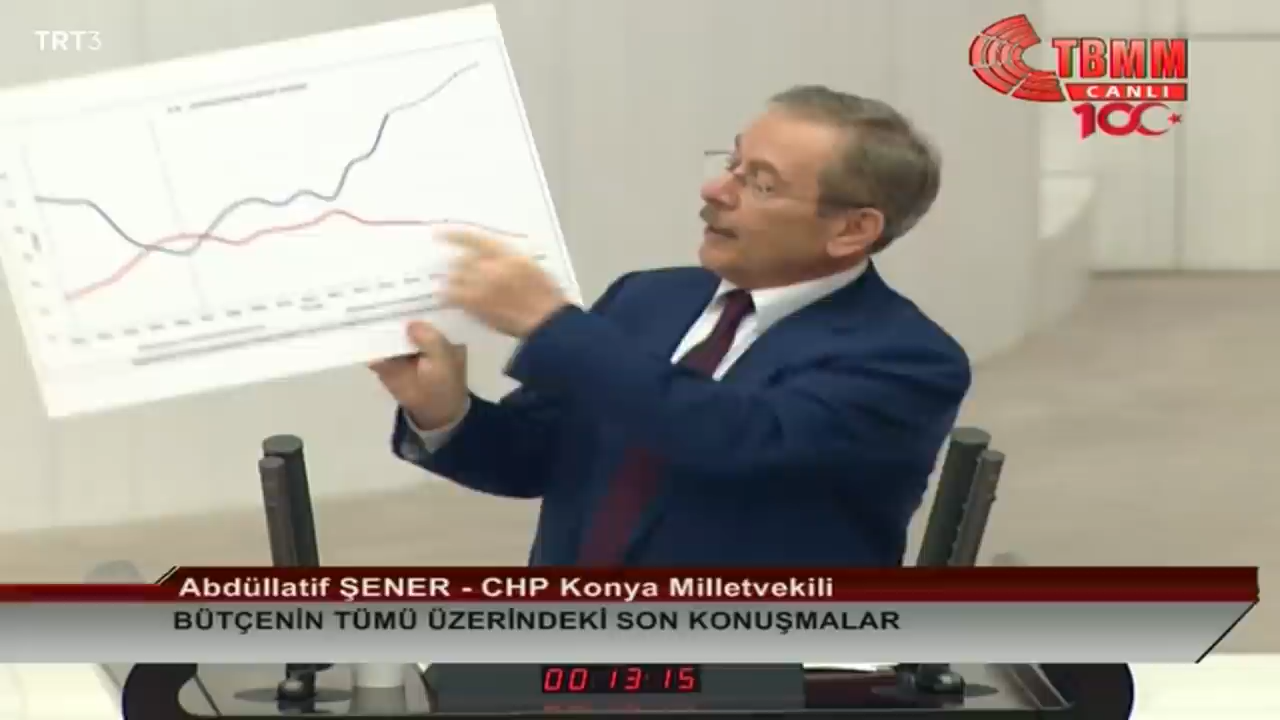 TRT3
TBMM
CANLI
100
Abdüllatif ŞENER - CHP Konya Milletvekili
BÜTÇENİN TÜMÜ ÜZERİNDEKİ SON KONUŞMALAR
00 13 15